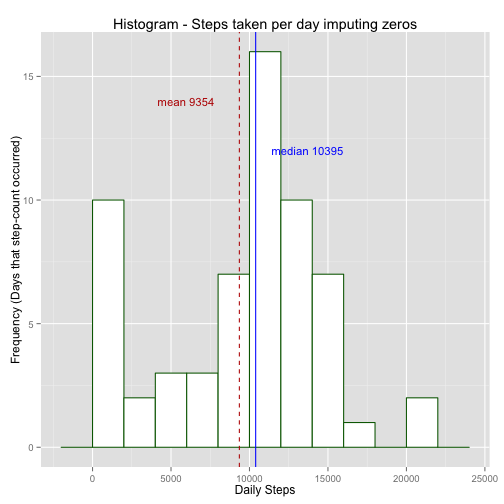 Histogram - Steps taken per day imputing zeros
Frequency (Days that step-count occurred)
15
10
5
0
mean 9354
median 10395
0 5000 10000 15000 20000 25000
Daily Steps